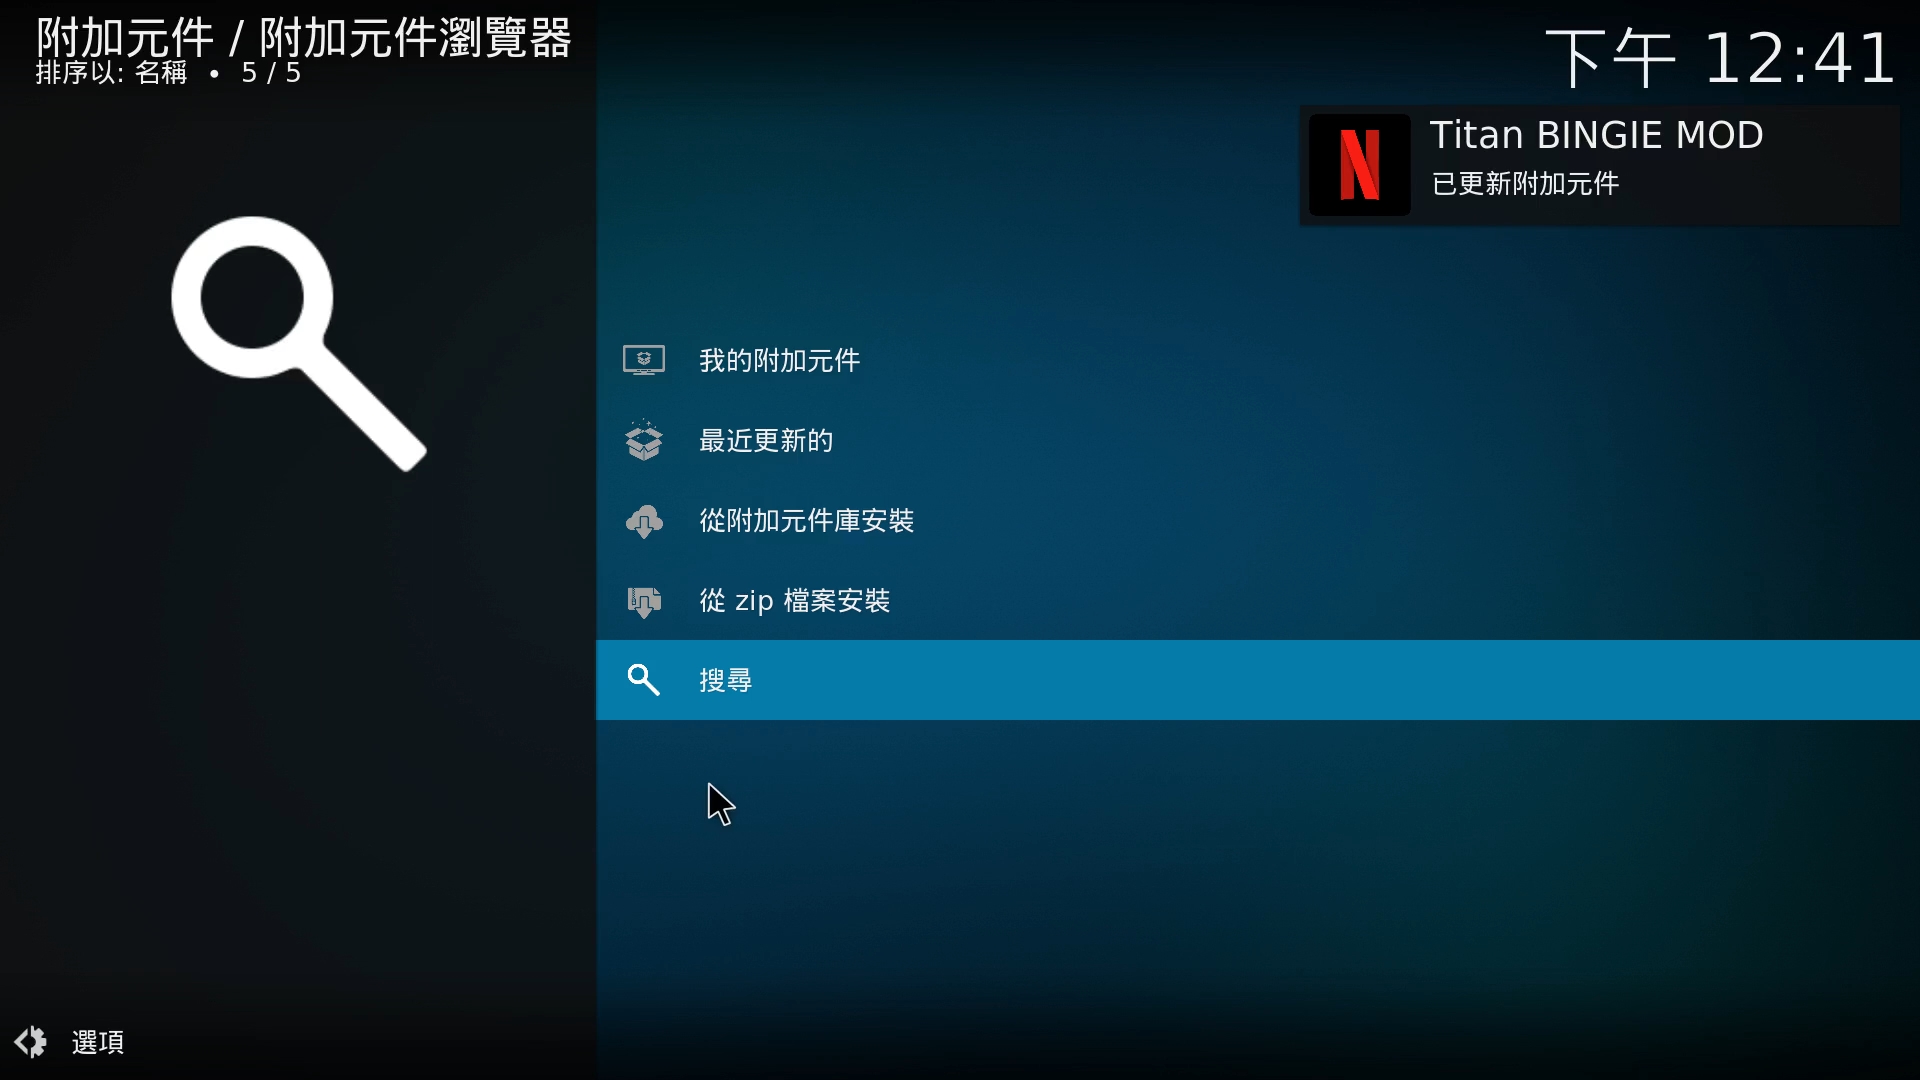 附加元件 / 附加元件瀏覽器
排序以: 名稱 • 5 / 5
下午 12:41
Titan BINGIE MOD
已更新附加元件
我的附加元件
最近更新的
從附加元件庫安裝
從 zip 檔案安裝
搜尋
選項